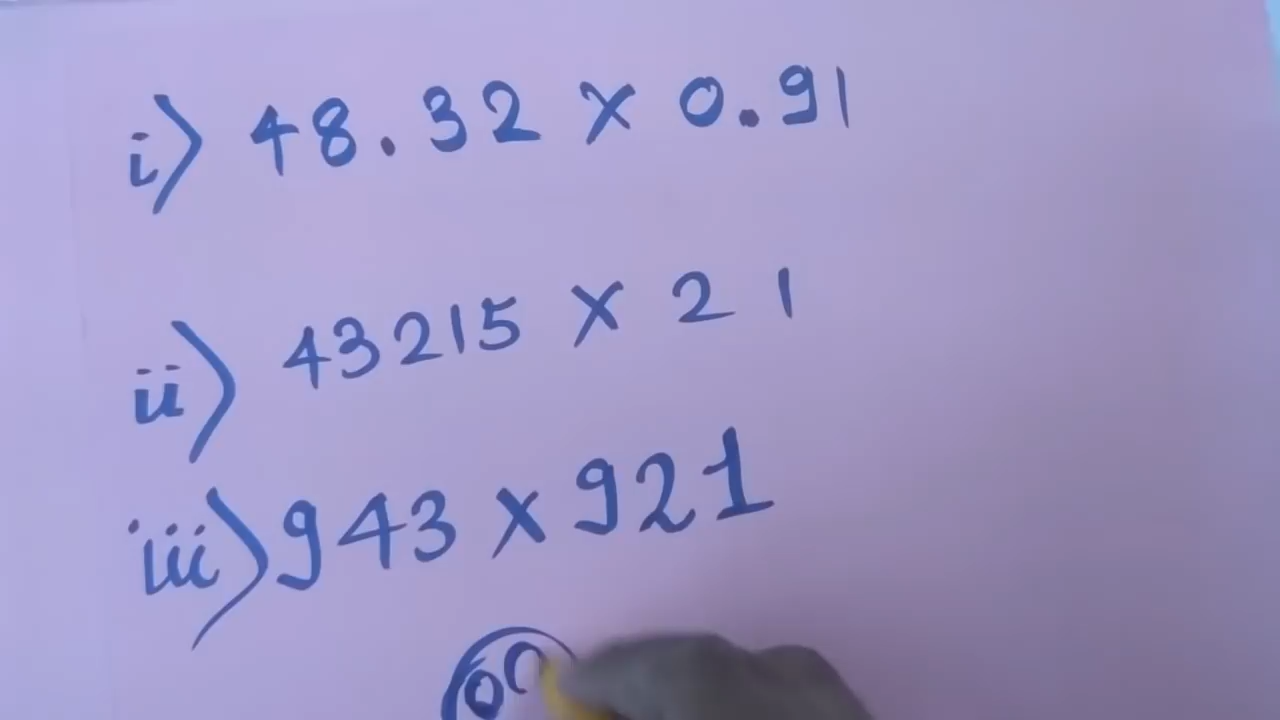 i) 48.32 × 0.91
ii) 43215 × 21
iii) 943 × 921